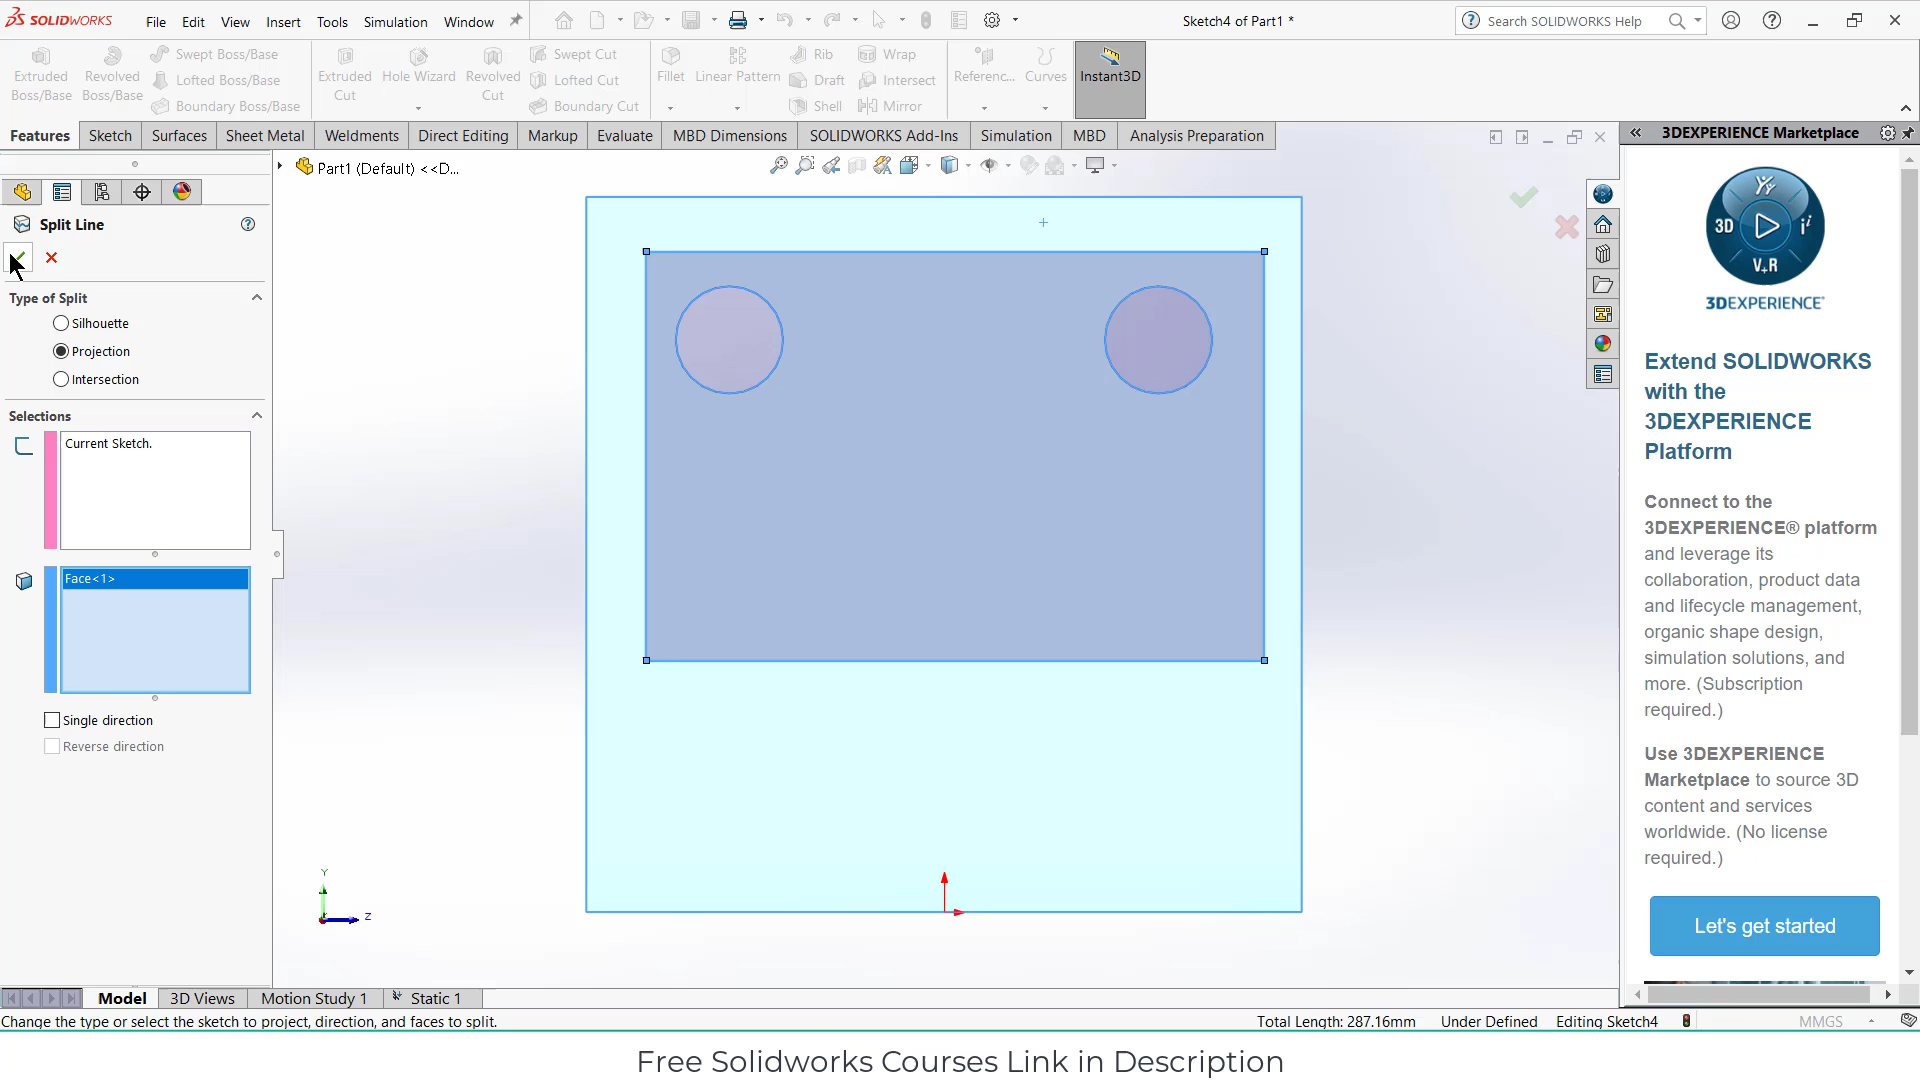 SOLIDWORKS File Edit View Insert Tools Simulation Window Sketch4 of Part1 * Search SOLIDWORKS Help
Extruded Boss/Base
Revolved Boss/Base
Swept Boss/Base
Lofted Boss/Base
Boundary Boss/Base
Extruded Cut
Hole Wizard
Revolved Cut
Swept Cut
Lofted Cut
Boundary Cut
Fillet
Linear Pattern
Rib
Draft
Shell
Wrap
Intersect
Mirror
Referenc...
Curves
Instant3D
Features Sketch Surfaces Sheet Metal Weldments Direct Editing Markup Evaluate MBD Dimensions SOLIDWORKS Add-Ins Simulation MBD Analysis Preparation
3DEXPERIENCE Marketplace
Part1 (Default) <<D...
Split Line
Type of Split
Silhouette
Projection
Intersection
Selections
Current Sketch.
Face<1>
Single direction
Reverse direction
Y
Z
3D
V+R
3DEXPERIENCE
Extend SOLIDWORKS
with the
3DEXPERIENCE
Platform
Connect to the
3DEXPERIENCE® platform
and leverage its
collaboration, product data
and lifecycle management,
organic shape design,
simulation solutions, and
more. (Subscription
required.)
Use 3DEXPERIENCE
Marketplace to source 3D
content and services
worldwide. (No license
required.)
Let's get started
Model 3D Views Motion Study 1 Static 1
Change the type or select the sketch to project, direction, and faces to split. Total Length: 287.16mm Under Defined Editing Sketch4 MMGS
Free Solidworks Courses Link in Description